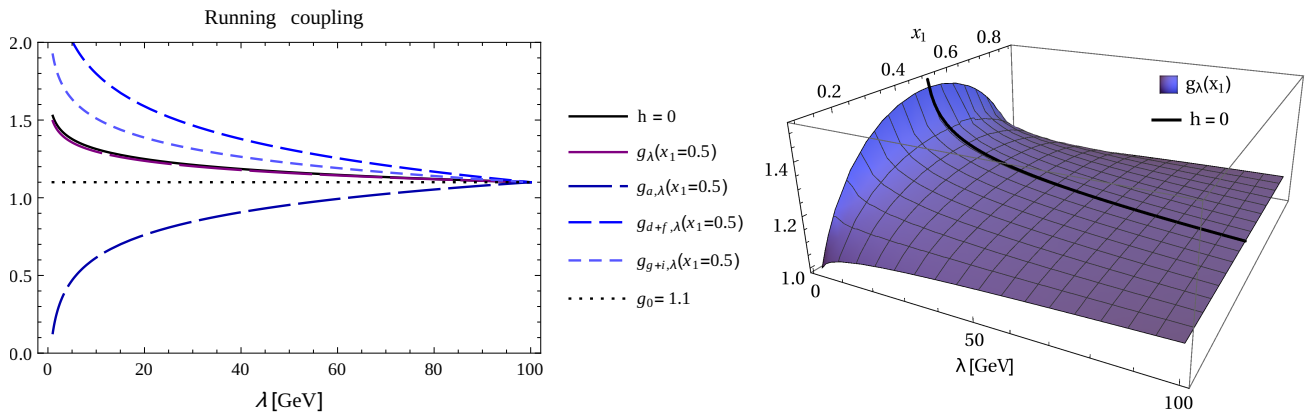 Running coupling
2.0
1.5
1.0
0.5
0.0
0 20 40 60 80 100
λ [GeV]
h = 0
gλ(x1=0.5)
ga,λ(x1=0.5)
gd+f,λ(x1=0.5)
gg+i,λ(x1=0.5)
g0= 1.1
x1
0.2 0.4 0.6 0.8
1.4
1.2
1.0
0 50 100
λ [GeV]
gλ(x1)
h = 0